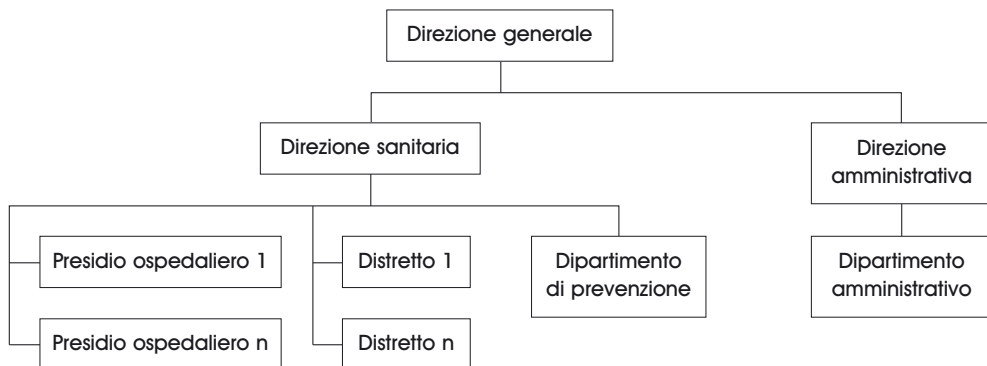 Direzione generale
Direzione sanitaria
Direzione
amministrativa
Presidio ospedaliero 1
Distretto 1
Dipartimento
di prevenzione
Dipartimento
amministrativo
Presidio ospedaliero n
Distretto n